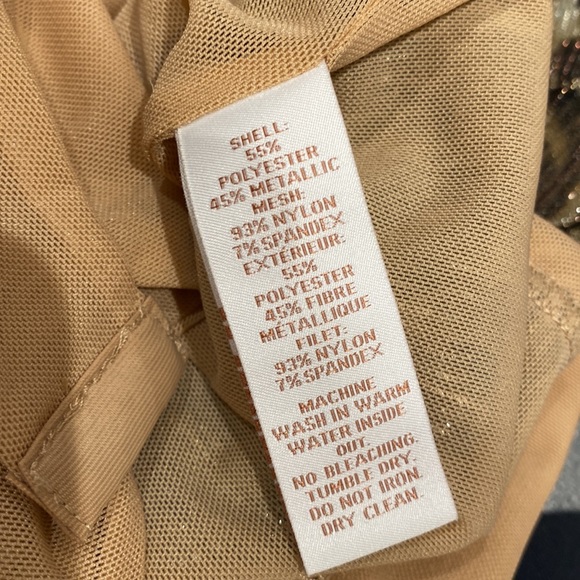 SHELL:
55%
POLYESTER
45% METALLIC
MESH:
93% NYLON
7% SPANDEX
EXTÉRIEUR:
55%
POLYESTER
45% FIBRE
MÉTALLIQUE
FILET:
93% NYLON
7% SPANDEX
MACHINE
WASH IN WARM
WATER INSIDE
OUT.
NO BLEACHING.
TUMBLE DRY.
DO NOT IRON.
DRY CLEAN.